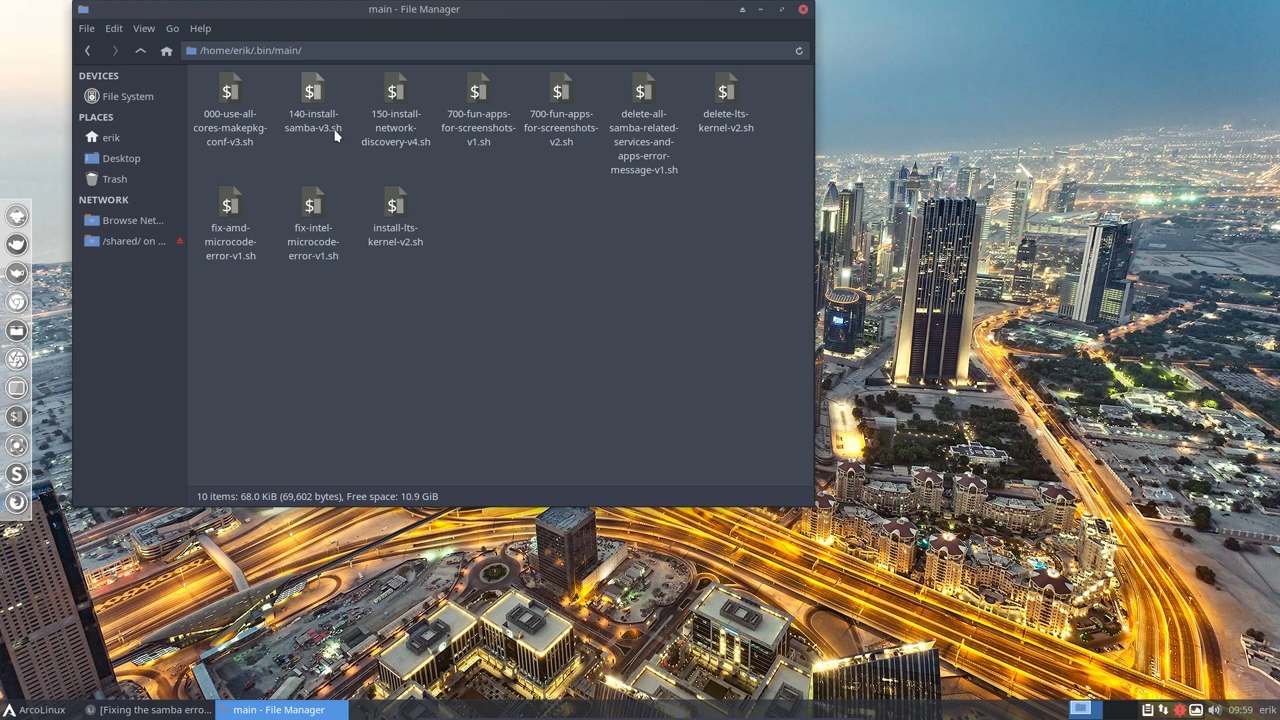 main - File Manager
File Edit View Go Help
/home/erik/.bin/main/
DEVICES
File System
PLACES
erik
Desktop
Trash
NETWORK
Browse Net...
/shared/ on ...
000-use-all-
cores-makepkg-
conf-v3.sh
140-install-
samba-v3.sh
150-install-
network-
discovery-v4.sh
700-fun-apps-
for-screenshots-
v1.sh
700-fun-apps-
for-screenshots-
v2.sh
delete-all-
samba-related-
services-and-
apps-error-
message-v1.sh
delete-lts-
kernel-v2.sh
fix-amd-
microcode-
error-v1.sh
fix-intel-
microcode-
error-v1.sh
install-lts-
kernel-v2.sh
10 items: 68.0 KiB (69,602 bytes), Free space: 10.9 GiB
ArcoLinux
[Fixing the samba erro...
main - File Manager
09:59 erik